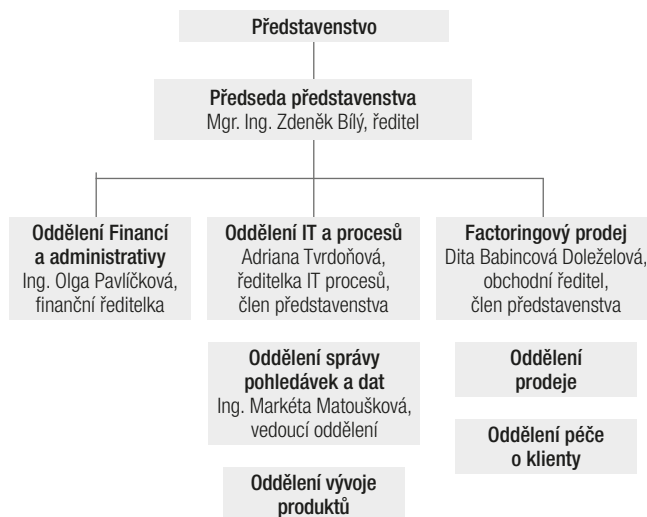 Představenstvo
Předseda představenstva
Mgr. Ing. Zdeněk Bílý, ředitel
Oddělení Financí
a administrativy
Ing. Olga Pavlíčková,
finanční ředitelka
Oddělení IT a procesů
Adriana Tvrdoňová,
ředitelka IT procesů,
člen představenstva
Factoringový prodej
Dita Babincová Doleželová,
obchodní ředitel,
člen představenstva
Oddělení správy
pohledávek a dat
Ing. Markéta Matoušková,
vedoucí oddělení
Oddělení
prodeje
Oddělení péče
o klienty
Oddělení vývoje
produktů